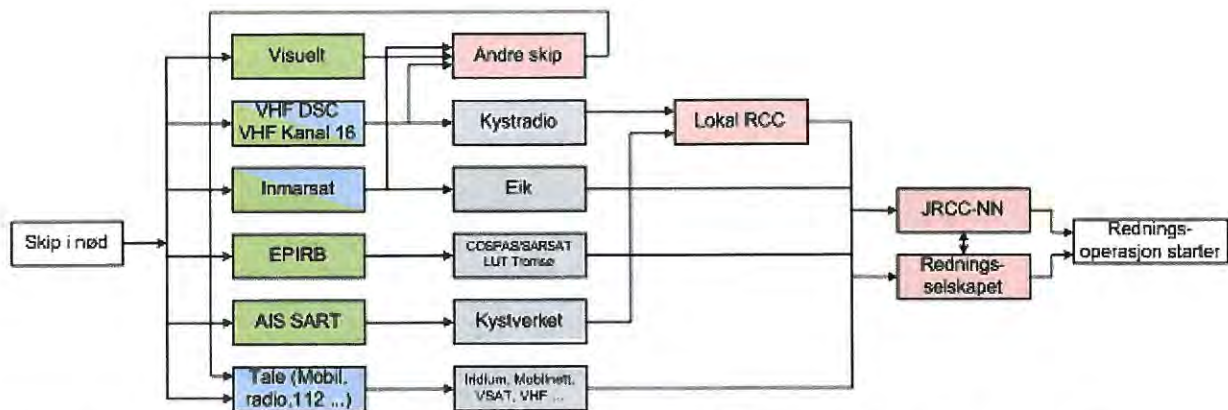 Visuelt
Andre skip
VHF DSC
VHF Kanal 16
Kystradio
Lokal RCC
Inmarsat
Eik
JRCC-NN
Skip i nød
EPIRB
COSPAS/SARSAT
LUT Tromsø
Rednings-
selskapet
Rednings-
operasjon starter
AIS SART
Kystverket
Tale (Mobil,
radio,112 ...)
Iridium, Mobilnett,
VSAT, VHF ...